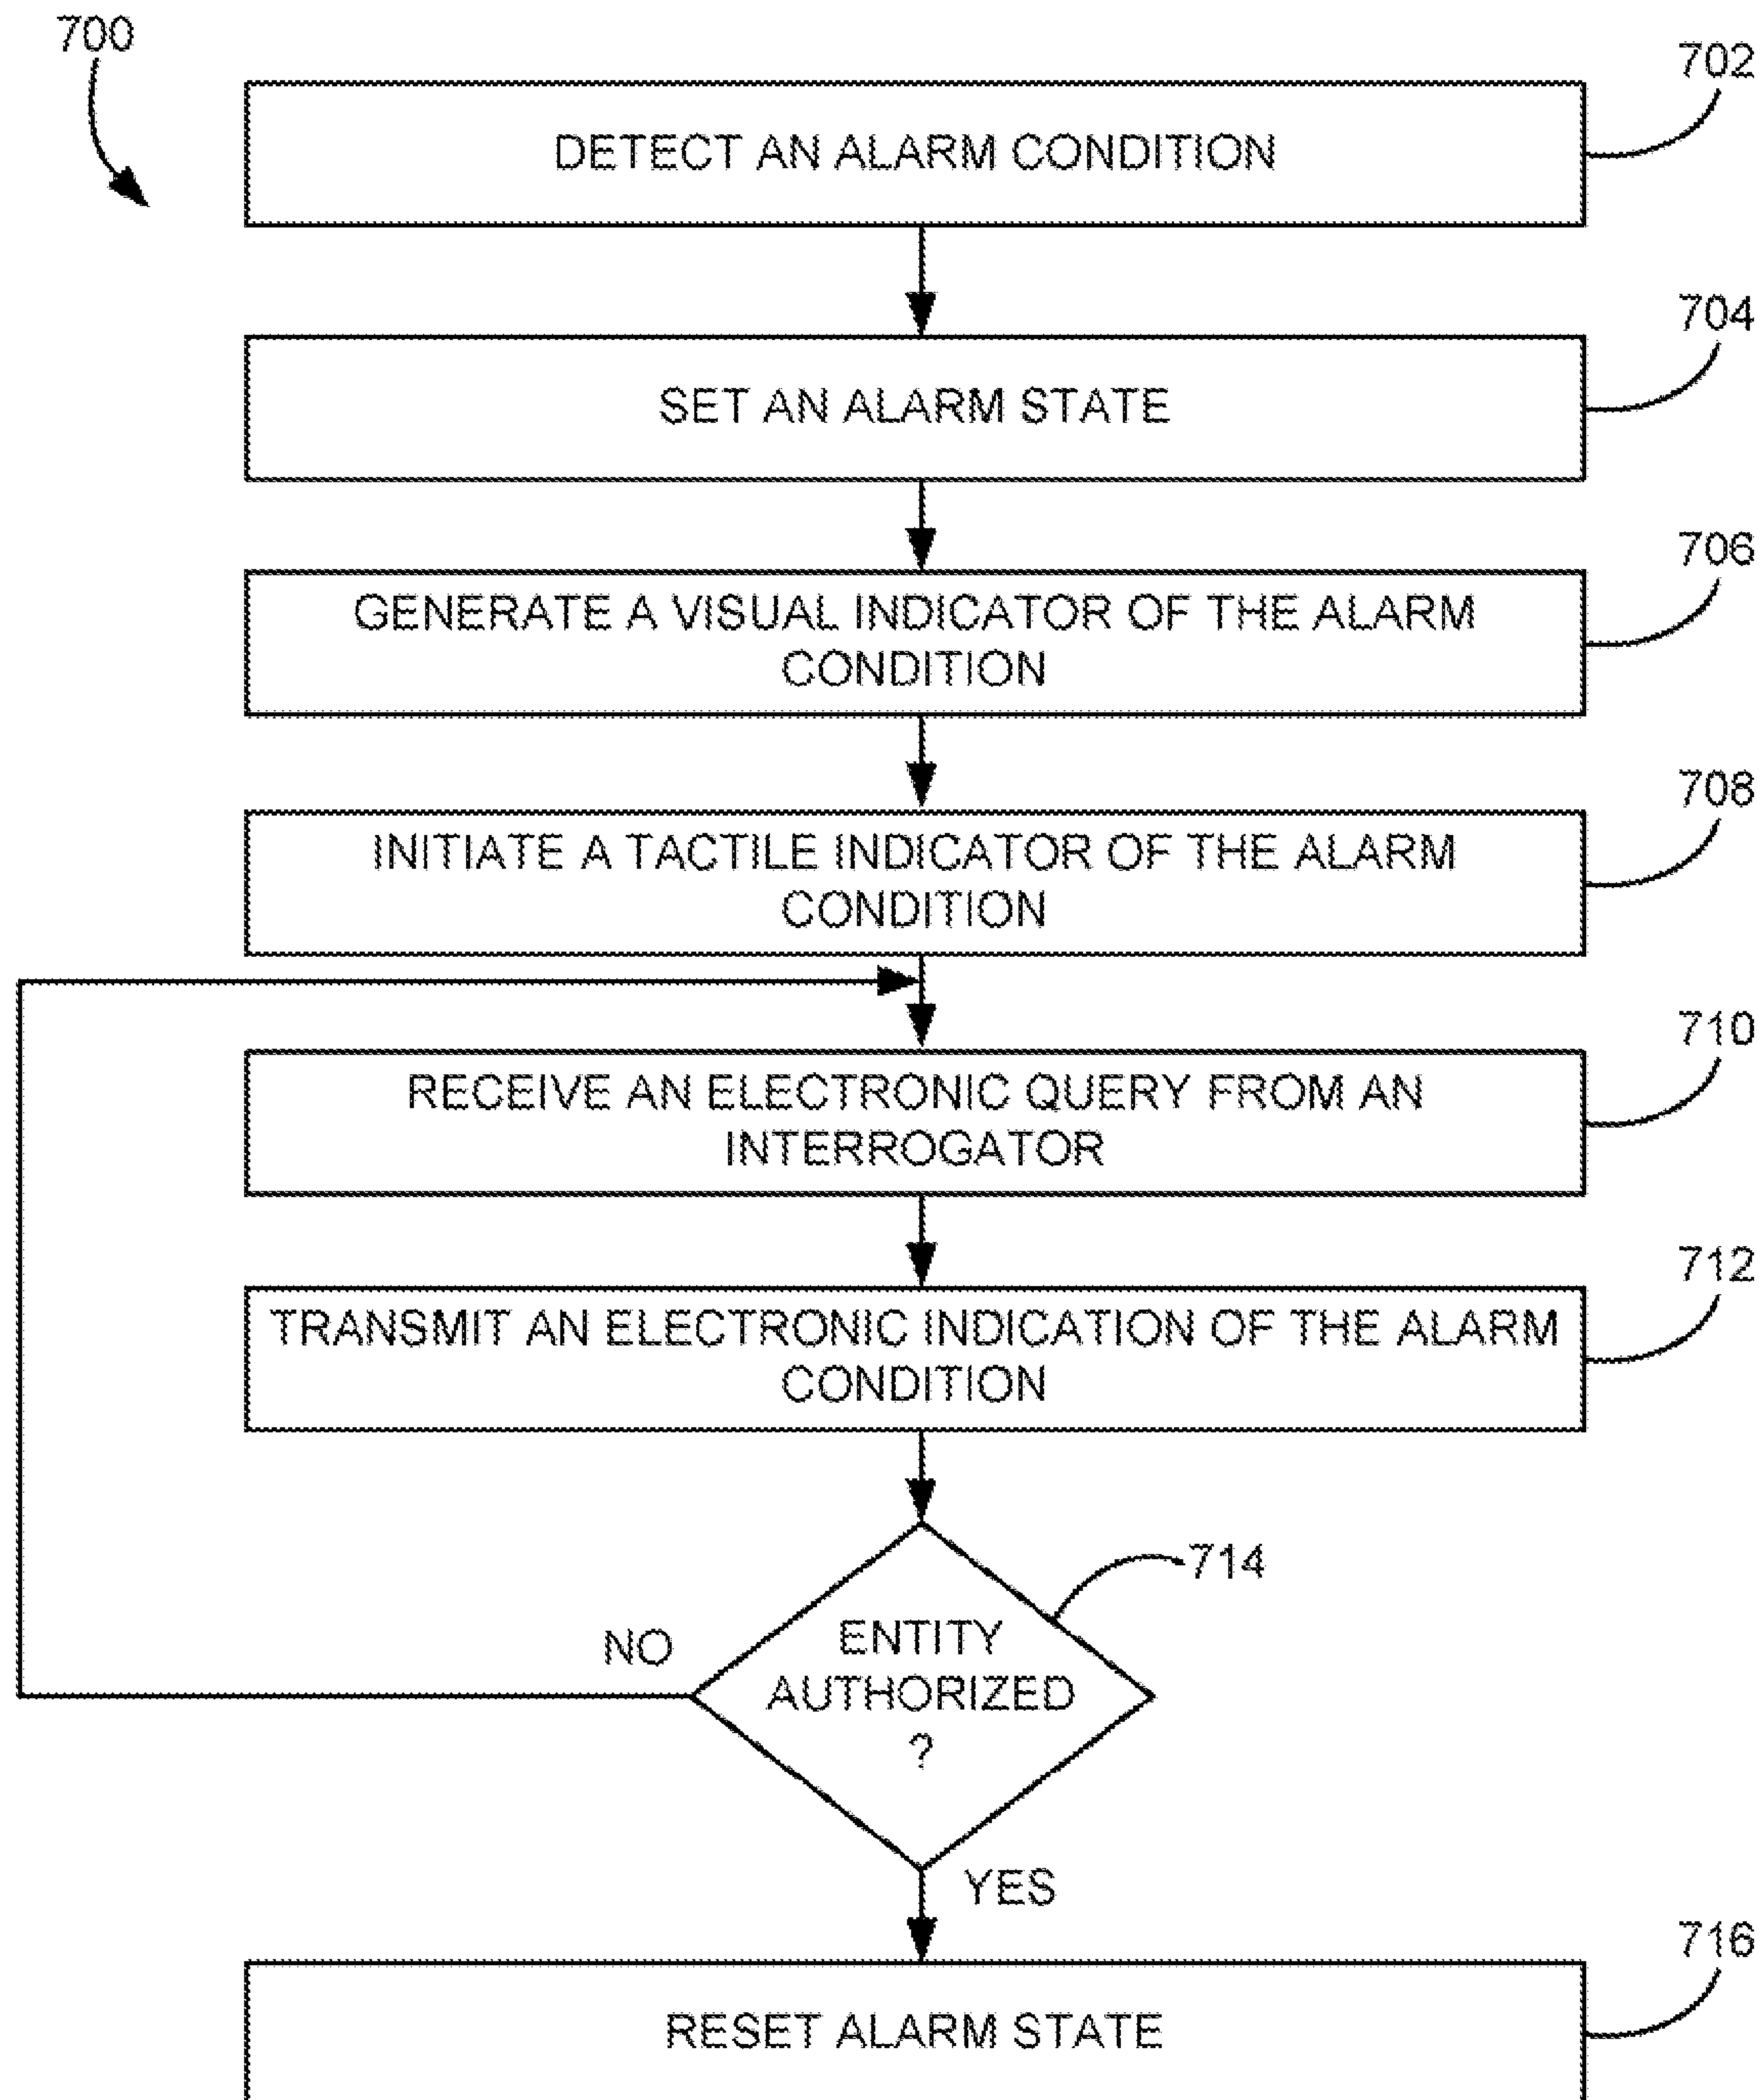 700
702
DETECT AN ALARM CONDITION
704
SET AN ALARM STATE
706
GENERATE A VISUAL INDICATOR OF THE ALARM
CONDITION
708
INITIATE A TACTILE INDICATOR OF THE ALARM
CONDITION
710
RECEIVE AN ELECTRONIC QUERY FROM AN
INTERROGATOR
712
TRANSMIT AN ELECTRONIC INDICATION OF THE ALARM
CONDITION
714
NO
ENTITY
AUTHORIZED
?
YES
716
RESET ALARM STATE